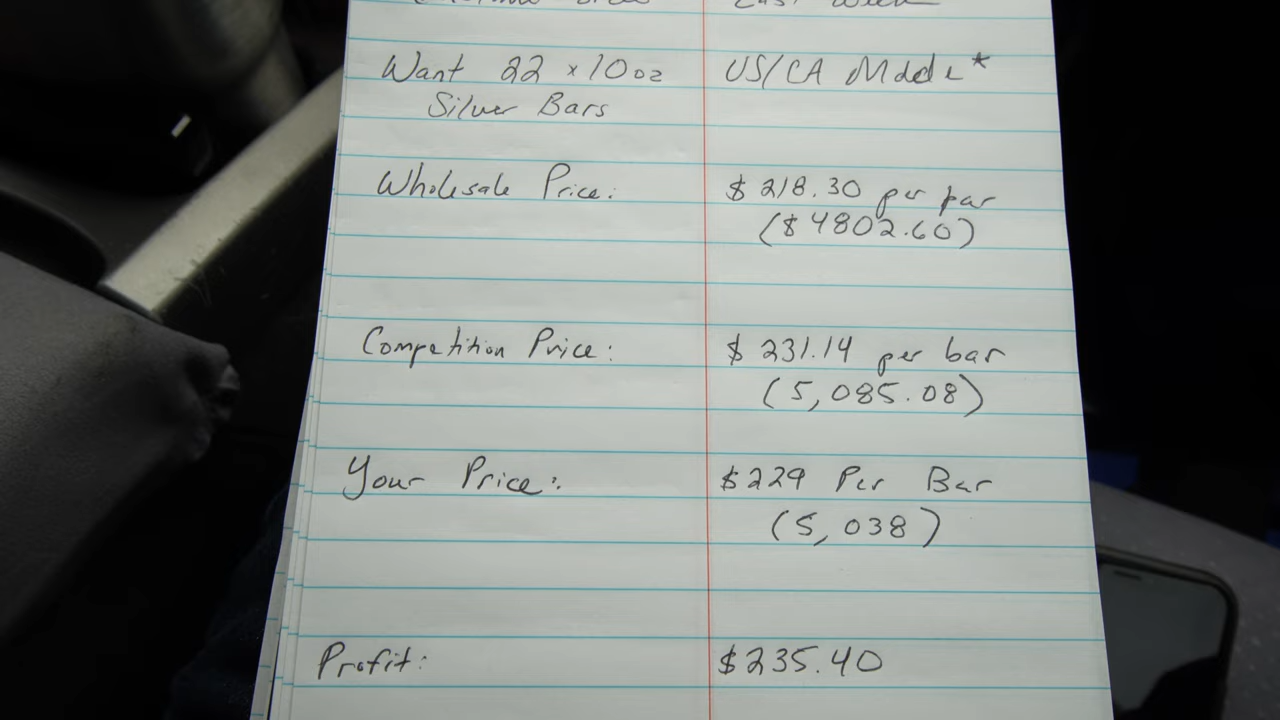 Want 22 x 10oz US/CA Made*
Silver Bars
Wholesale Price: $218.30 per bar
($4802.60)
Competition Price: $231.14 per bar
(5,085.08)
Your Price: $229 Per Bar
(5,038)
Profit: $235.40